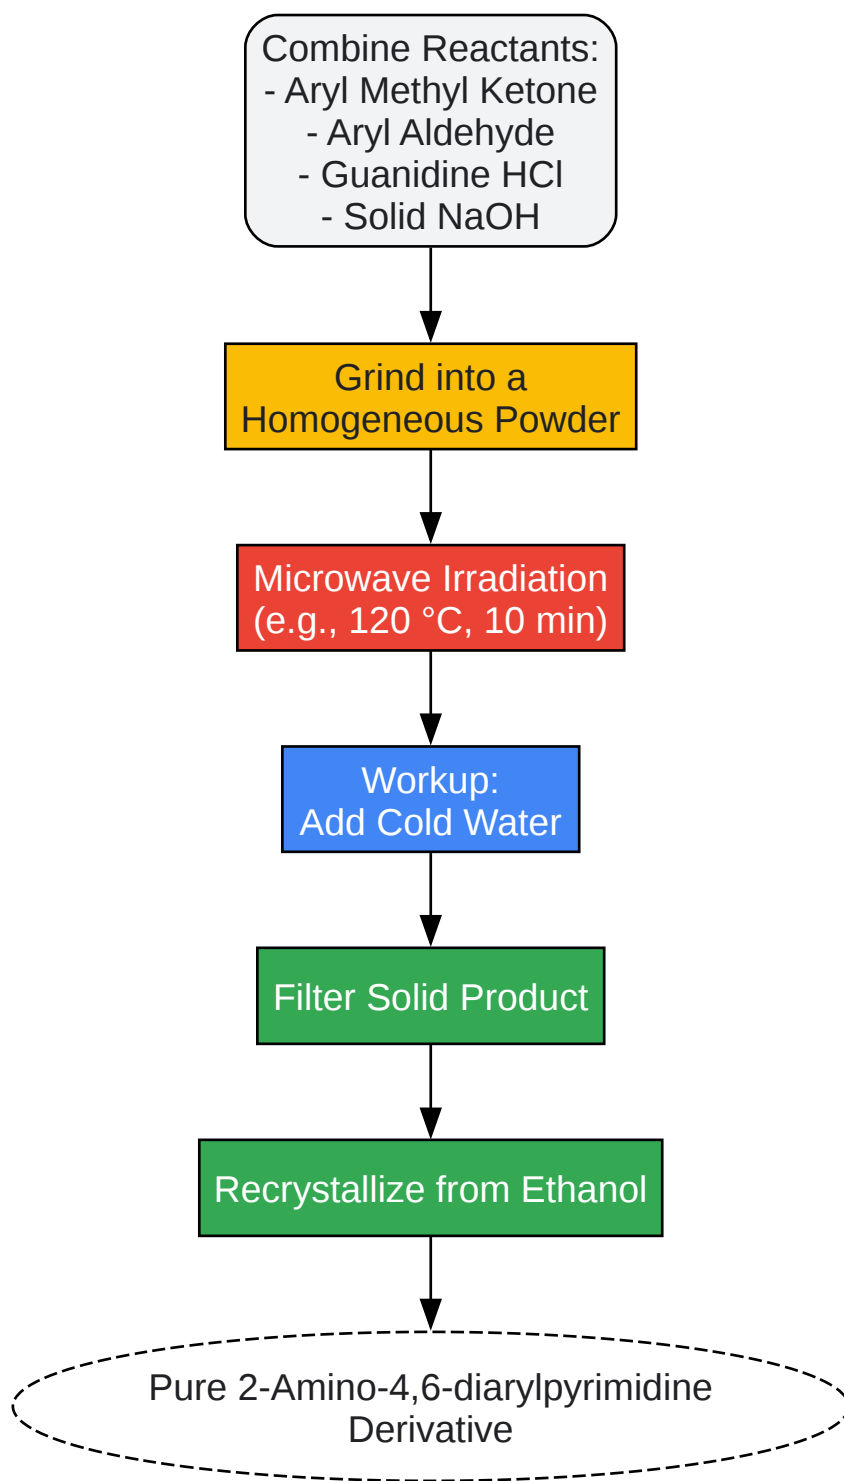 Combine Reactants:
- Aryl Methyl Ketone
- Aryl Aldehyde
- Guanidine HCl
- Solid NaOH
Grind into a
Homogeneous Powder
Microwave Irradiation
(e.g., 120 °C, 10 min)
Workup:
Add Cold Water
Filter Solid Product
Recrystallize from Ethanol
Pure 2-Amino-4,6-diarylpyrimidine
Derivative